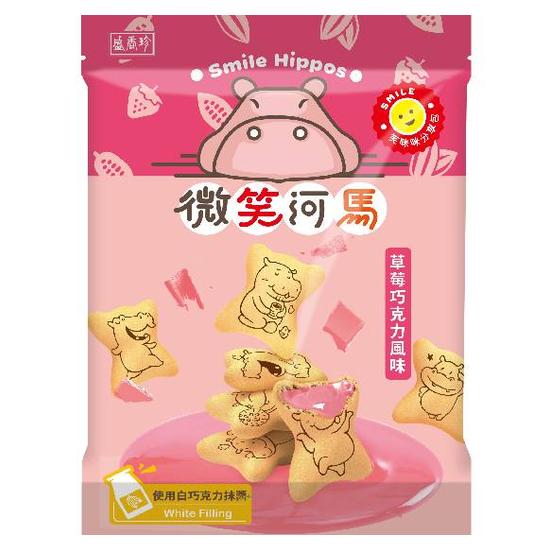 盛香珍
Smile Hippos
SMILE
微笑河馬
草莓巧克力風味
使用白巧克力抹醬
White Filling